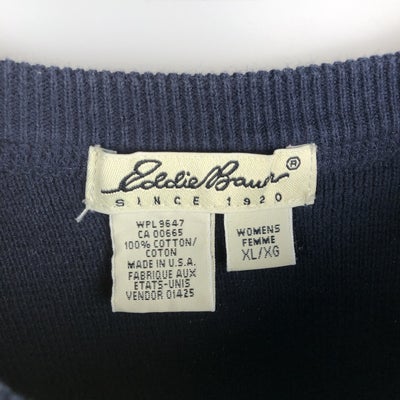 Eddie Bauer®
SINCE 1920
WPL 9647
CA 00665
100% COTTON/
COTON
MADE IN U.S.A.
FABRIQUE AUX
ETATS-UNIS
VENDOR 01425
WOMENS
FEMME
XL/XG